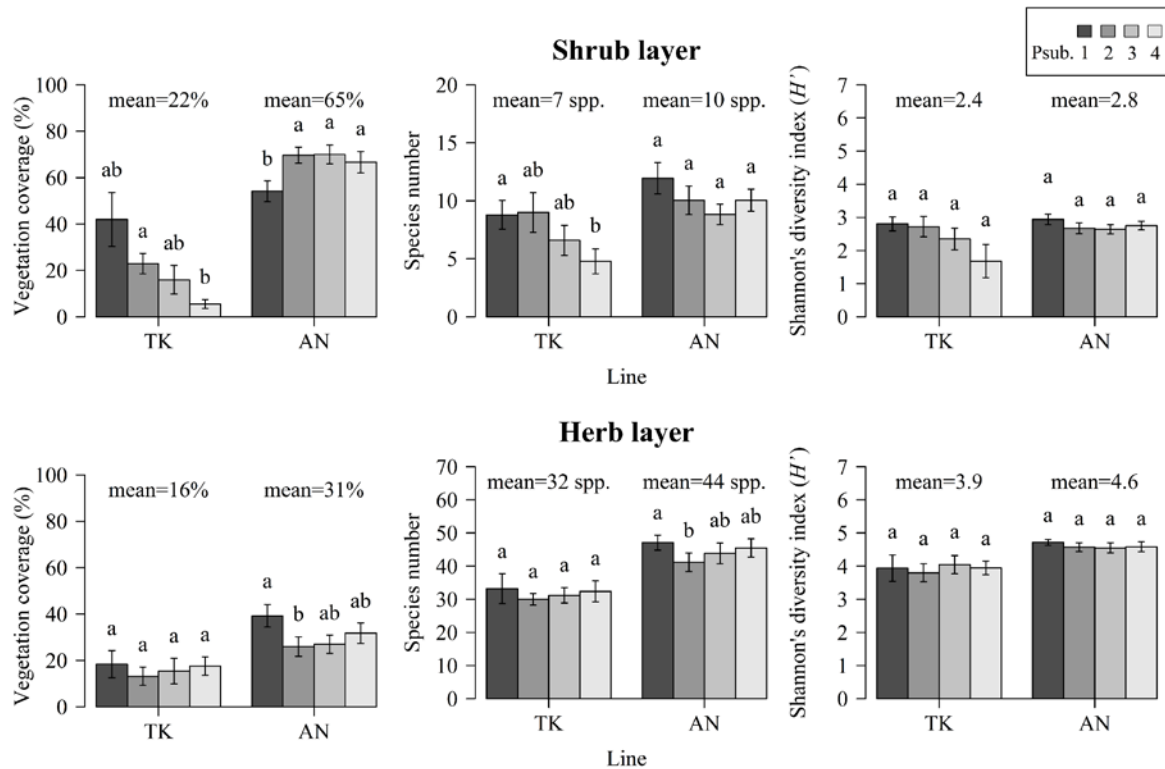 Psub. 1 2 3 4
Shrub layer
Vegetation coverage (%)
100
80
60
40
20
0
mean=22%
mean=65%
ab
a
ab
b
b
a
a
a
TK
AN
Species number
20
15
10
5
0
mean=7 spp.
mean=10 spp.
a
ab
ab
b
a
a
a
a
TK
AN
Line
Shannon's diversity index (H')
7
6
5
4
3
2
1
0
mean=2.4
mean=2.8
a
a
a
a
a
a
a
a
TK
AN
Herb layer
Vegetation coverage (%)
100
80
60
40
20
0
mean=16%
mean=31%
a
a
a
a
a
b
ab
ab
TK
AN
Species number
70
60
50
40
30
20
10
0
mean=32 spp.
mean=44 spp.
a
a
a
a
a
b
ab
ab
TK
AN
Line
Shannon's diversity index (H')
7
6
5
4
3
2
1
0
mean=3.9
mean=4.6
a
a
a
a
a
a
a
a
TK
AN